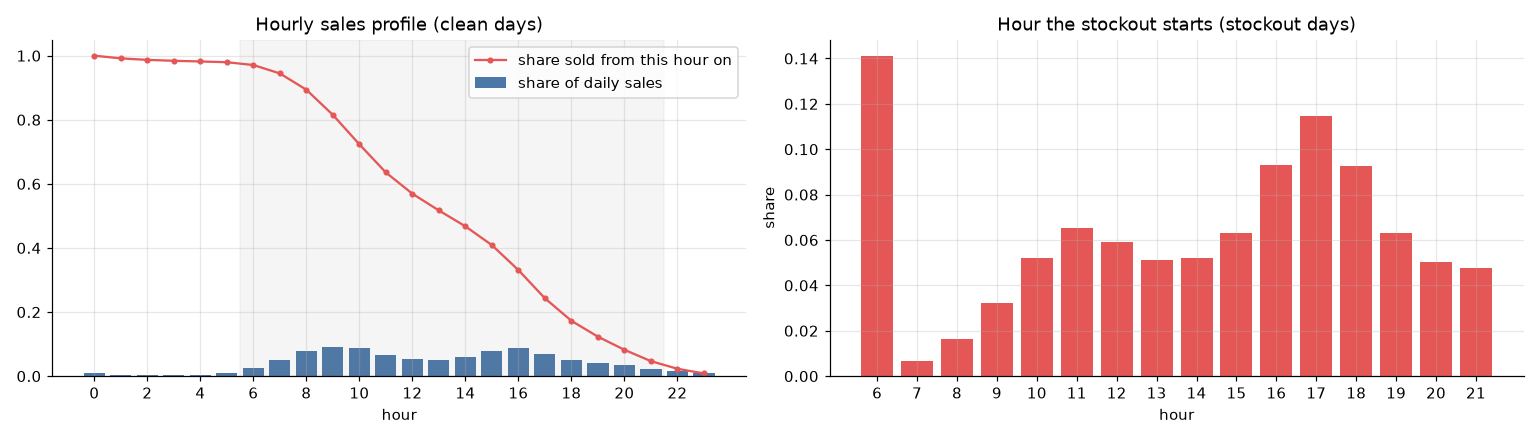 Hourly sales profile (clean days)
1.0
0.8
0.6
0.4
0.2
0.0
share sold from this hour on
share of daily sales
0 2 4 6 8 10 12 14 16 18 20 22
hour
Hour the stockout starts (stockout days)
share
0.14
0.12
0.10
0.08
0.06
0.04
0.02
0.00
6 7 8 9 10 11 12 13 14 15 16 17 18 19 20 21
hour